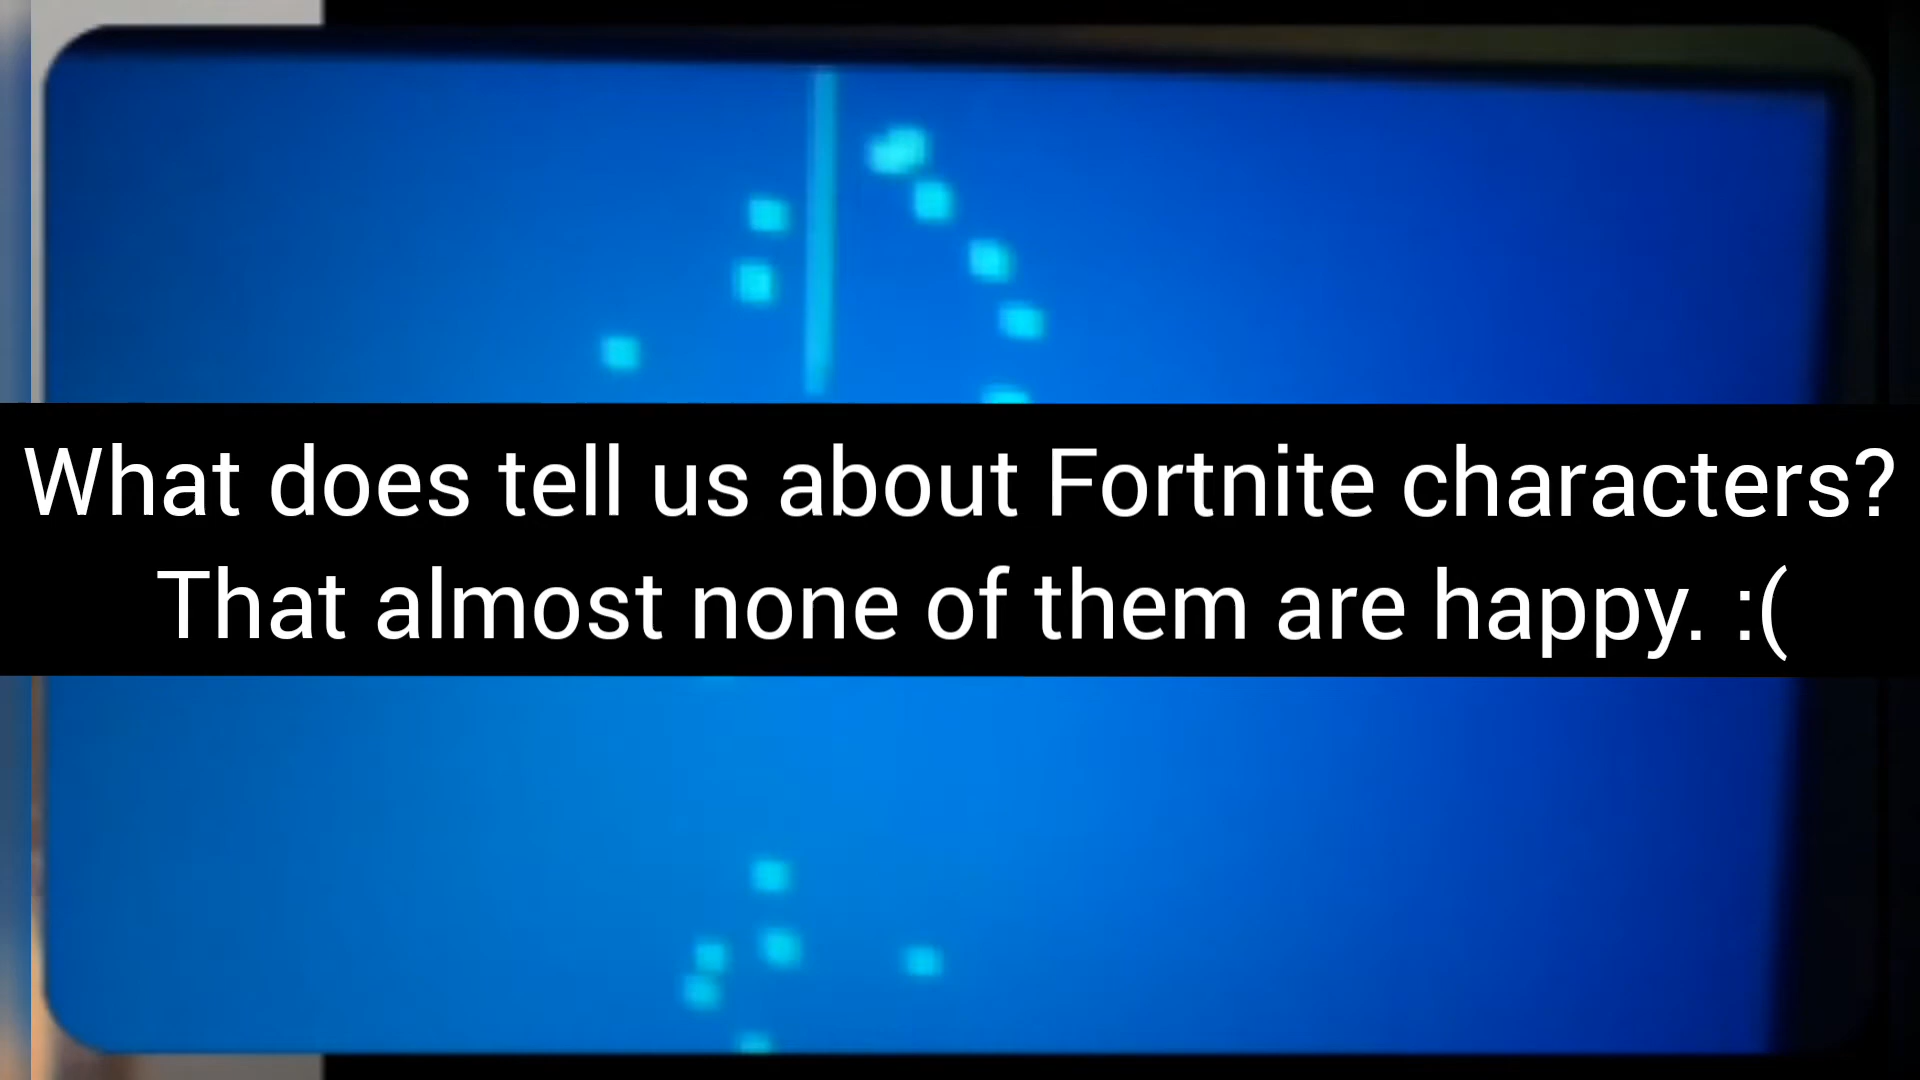 What does tell us about Fortnite characters?
That almost none of them are happy. :(